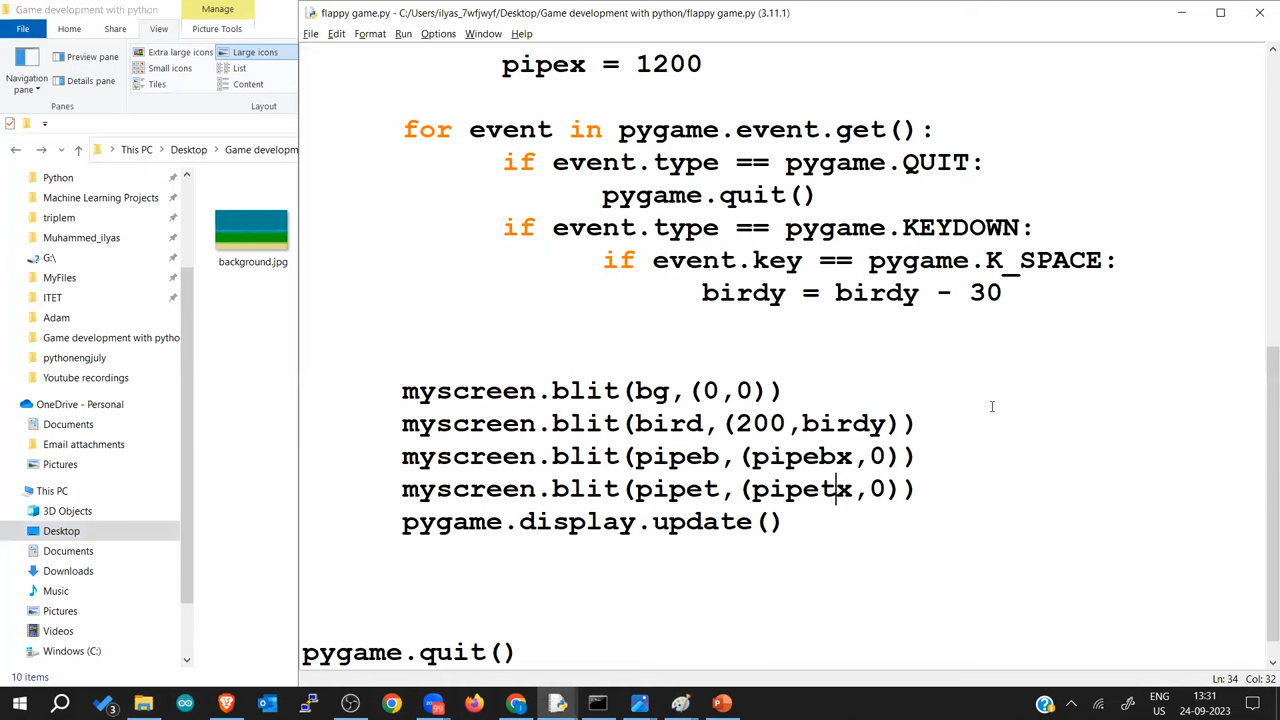 Game development with python
Manage
flappy game.py - C:/Users/ilyas_7wfjwyf/Desktop/Game development with python/flappy game.py (3.11.1)
File Home Share View Picture Tools
File Edit Format Run Options Window Help
Navigation pane
Preview pane
Details pane
Extra large icons
Large icons
Small icons
List
Tiles
Content
Panes
Layout
This PC
Desktop
Game developm
Python
Machine Learning Projects
triplem
Muhammed_ilyas
G:\
MyFiles
ITET
Adam
Game development with pytho
pythonengjuly
Youtube recordings
OneDrive - Personal
Documents
Email attachments
Pictures
This PC
3D Objects
Desktop
Documents
Downloads
Music
Pictures
Videos
Windows (C:)
10 items
background.jpg
pipex = 1200
for event in pygame.event.get():
if event.type == pygame.QUIT:
pygame.quit()
if event.type == pygame.KEYDOWN:
if event.key == pygame.K_SPACE:
birdy = birdy - 30
myscreen.blit(bg,(0,0))
myscreen.blit(bird,(200,birdy))
myscreen.blit(pipeb,(pipebx,0))
myscreen.blit(pipet,(pipetx,0))
pygame.display.update()
pygame.quit()
Ln: 34 Col: 32
ENG
US
13:31
24-09-2023